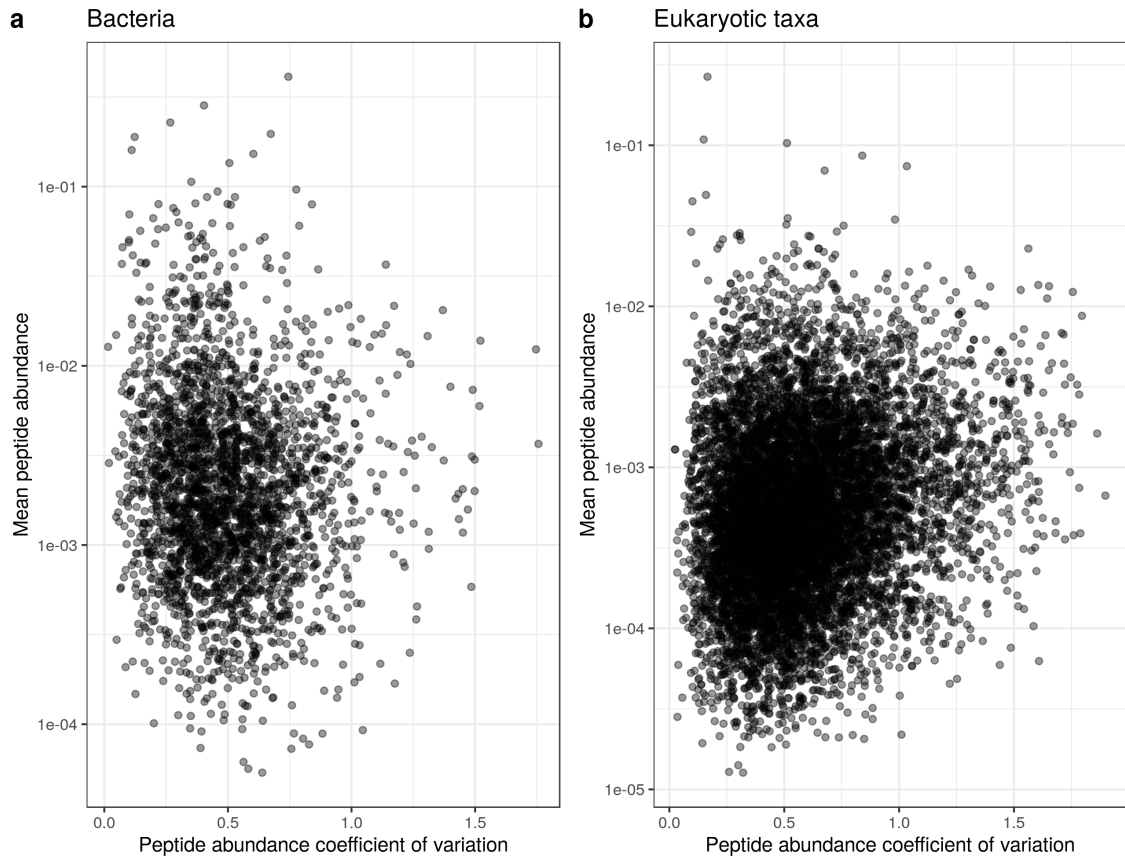 a Bacteria
Mean peptide abundance
1e-01
1e-02
1e-03
1e-04
0.0 0.5 1.0 1.5
Peptide abundance coefficient of variation
b Eukaryotic taxa
Mean peptide abundance
1e-01
1e-02
1e-03
1e-04
1e-05
0.0 0.5 1.0 1.5
Peptide abundance coefficient of variation